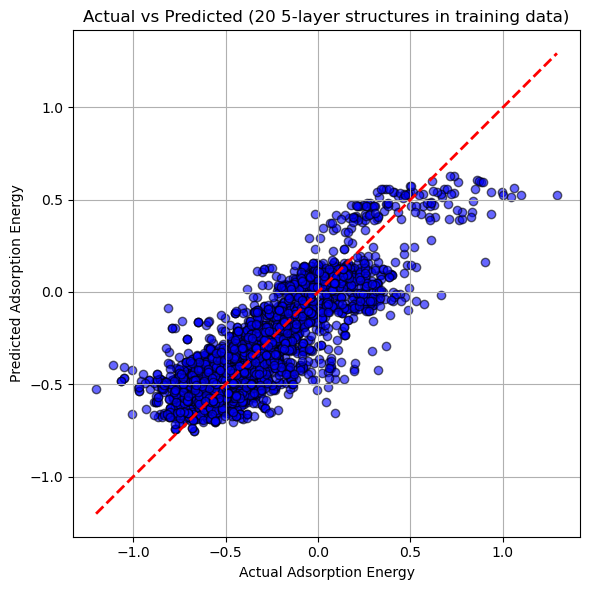 Actual vs Predicted (20 5-layer structures in training data)
Predicted Adsorption Energy
1.0
0.5
0.0
−0.5
−1.0
−1.0 −0.5 0.0 0.5 1.0
Actual Adsorption Energy